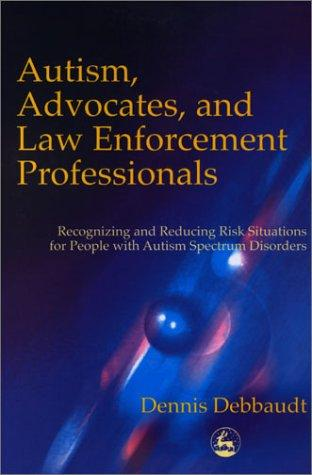 Autism,
Advocates, and
Law Enforcement
Professionals
Recognizing and Reducing Risk Situations
for People with Autism Spectrum Disorders
Dennis Debbaudt